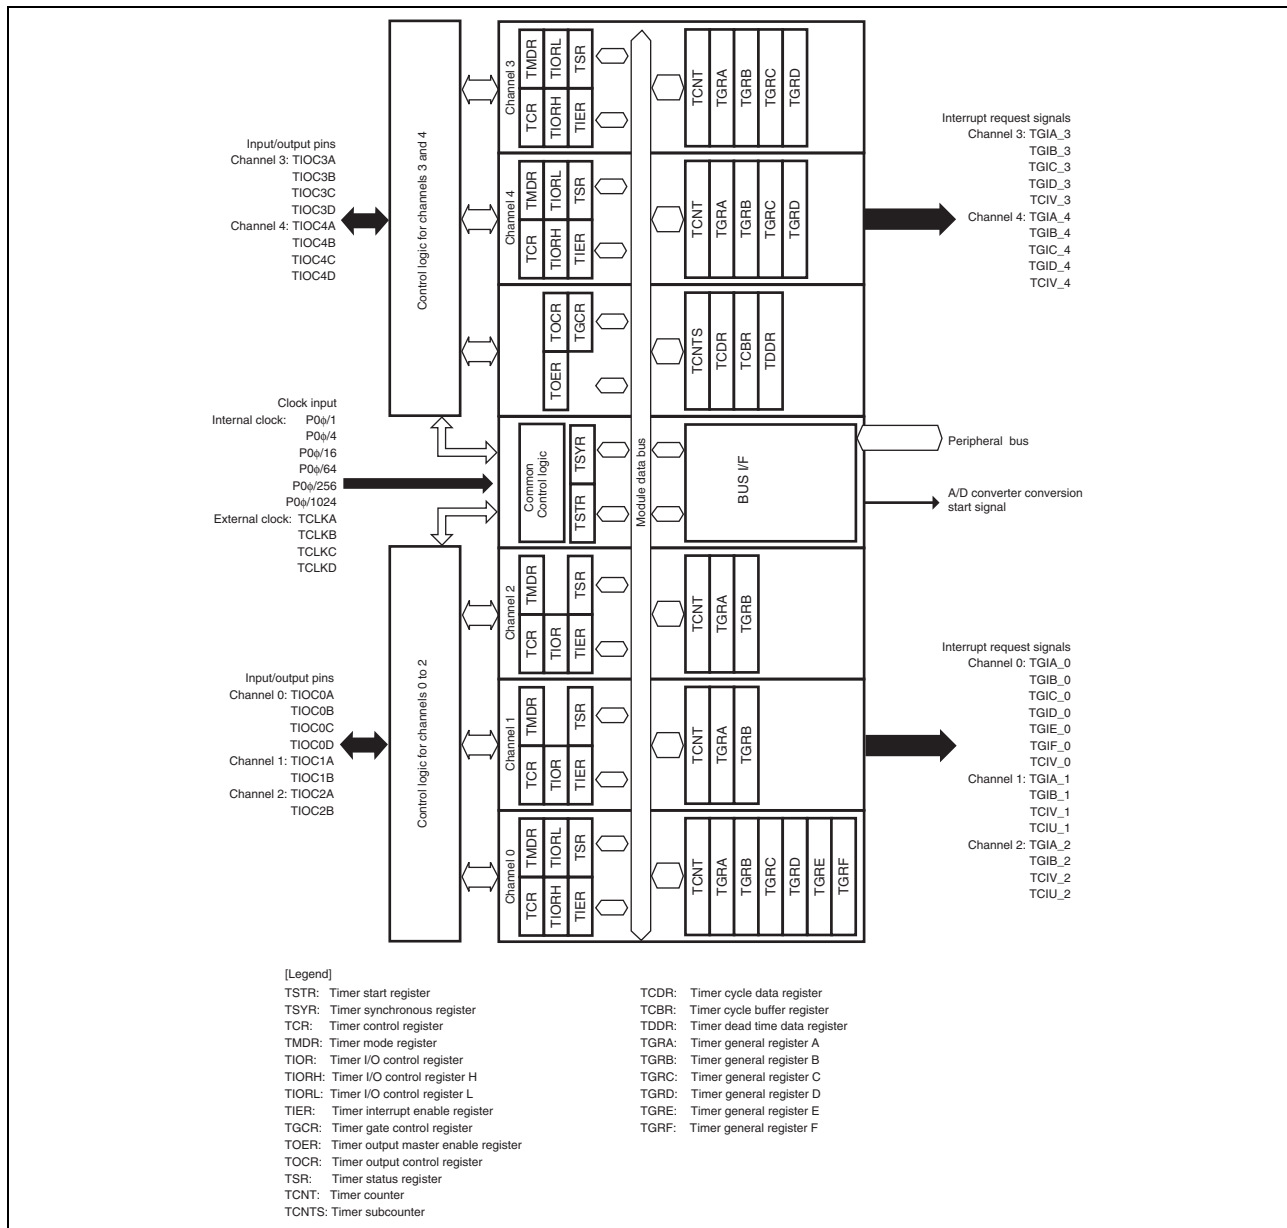 Input/output pins
Channel 3: TIOC3A
TIOC3B
TIOC3C
TIOC3D
Channel 4: TIOC4A
TIOC4B
TIOC4C
TIOC4D
Clock input
Internal clock: P0φ/1
P0φ/4
P0φ/16
P0φ/64
P0φ/256
P0φ/1024
External clock: TCLKA
TCLKB
TCLKC
TCLKD
Input/output pins
Channel 0: TIOC0A
TIOC0B
TIOC0C
TIOC0D
Channel 1: TIOC1A
TIOC1B
Channel 2: TIOC2A
TIOC2B
Control logic for channels 3 and 4
Control logic for channels 0 to 2
Channel 3
TMDR
TIORL
TSR
TCR
TIORH
TIER
TCNT
TGRA
TGRB
TGRC
TGRD
Channel 4
TMDR
TIORL
TSR
TCR
TIORH
TIER
TCNT
TGRA
TGRB
TGRC
TGRD
TOCR
TGCR
TOER
TCNTS
TCDR
TCBR
TDDR
Common
Control logic
TSYR
TSTR
Module data bus
BUS I/F
Channel 2
TMDR
TSR
TCR
TIOR
TIER
TCNT
TGRA
TGRB
Channel 1
TMDR
TSR
TCR
TIOR
TIER
TCNT
TGRA
TGRB
Channel 0
TMDR
TIORL
TSR
TCR
TIORH
TIER
TCNT
TGRA
TGRB
TGRC
TGRD
TGRE
TGRF
Interrupt request signals
Channel 3: TGIA_3
TGIB_3
TGIC_3
TGID_3
TCIV_3
Channel 4: TGIA_4
TGIB_4
TGIC_4
TGID_4
TCIV_4
Peripheral bus
A/D converter conversion
start signal
Interrupt request signals
Channel 0: TGIA_0
TGIB_0
TGIC_0
TGID_0
TGIE_0
TGIF_0
TCIV_0
Channel 1: TGIA_1
TGIB_1
TCIV_1
TCIU_1
Channel 2: TGIA_2
TGIB_2
TCIV_2
TCIU_2
[Legend]
TSTR: Timer start register
TSYR: Timer synchronous register
TCR: Timer control register
TMDR: Timer mode register
TIOR: Timer I/O control register
TIORH: Timer I/O control register H
TIORL: Timer I/O control register L
TIER: Timer interrupt enable register
TGCR: Timer gate control register
TOER: Timer output master enable register
TOCR: Timer output control register
TSR: Timer status register
TCNT: Timer counter
TCNTS: Timer subcounter
TCDR: Timer cycle data register
TCBR: Timer cycle buffer register
TDDR: Timer dead time data register
TGRA: Timer general register A
TGRB: Timer general register B
TGRC: Timer general register C
TGRD: Timer general register D
TGRE: Timer general register E
TGRF: Timer general register F